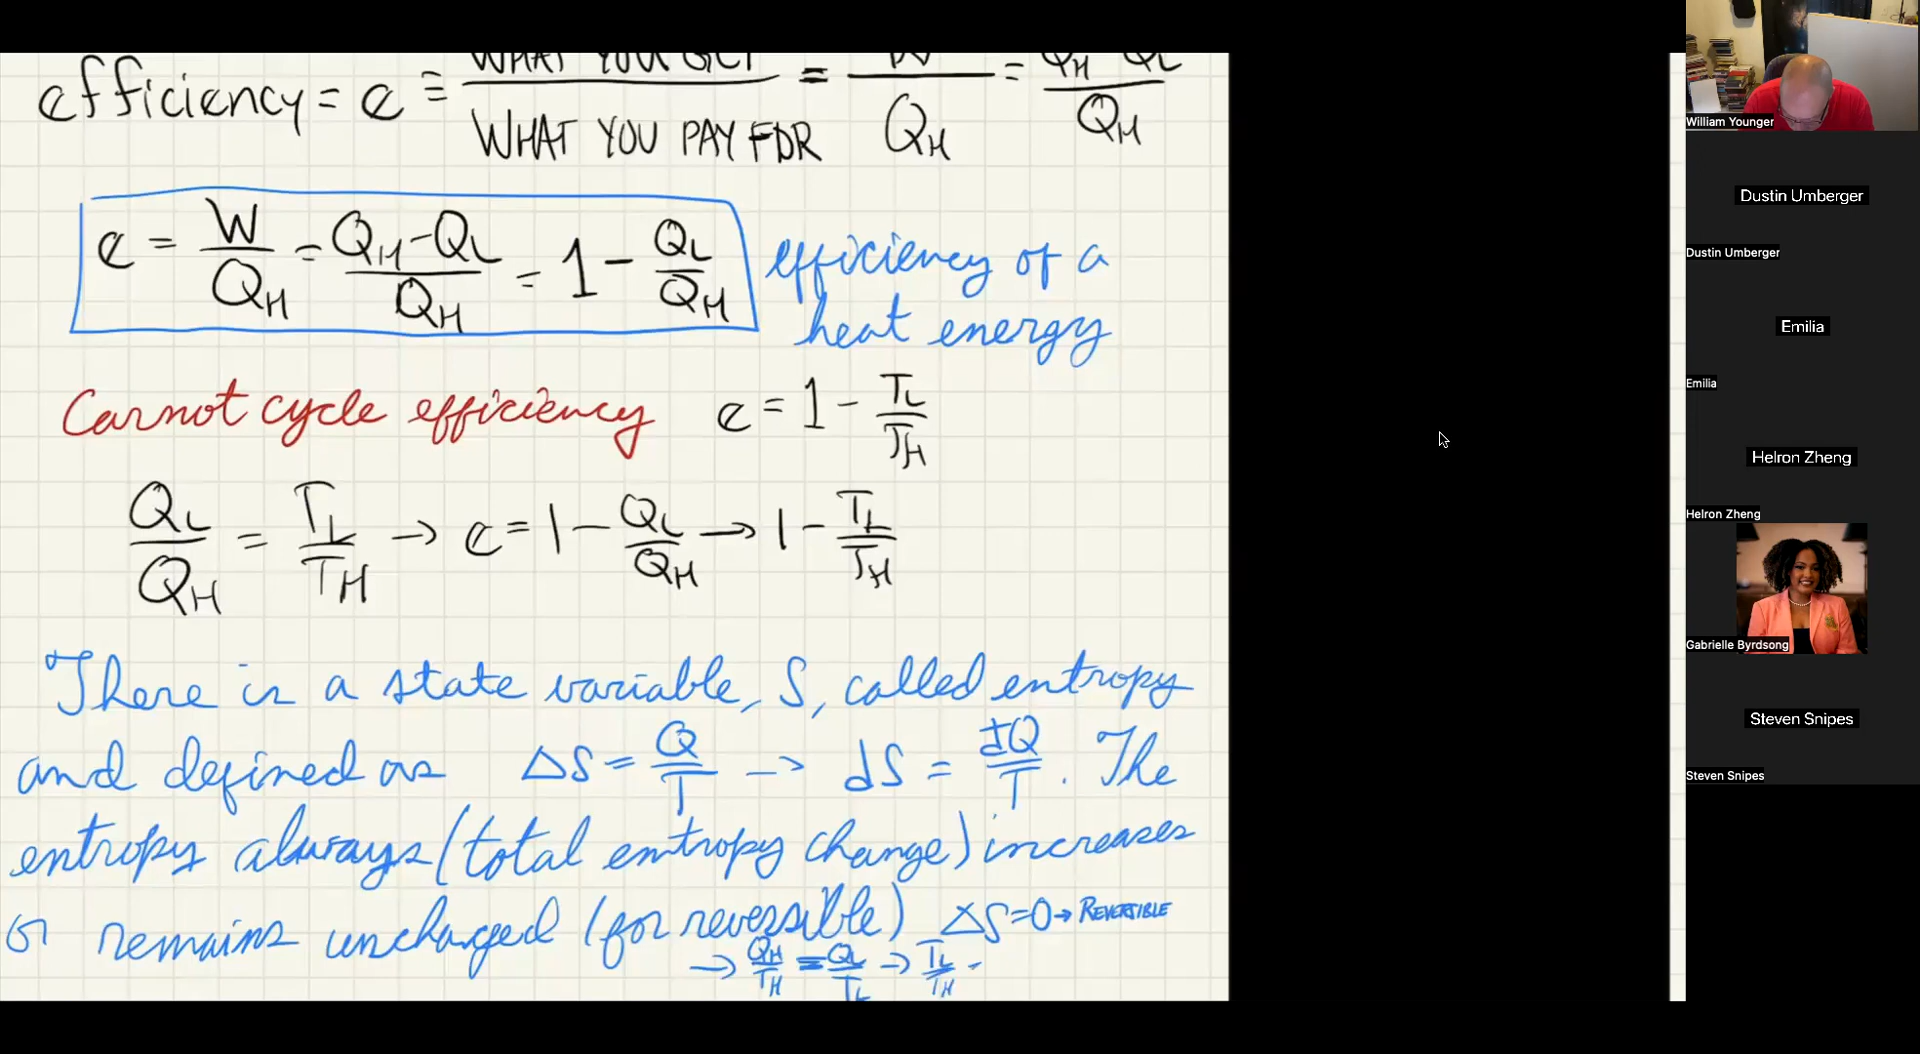 WHAT YOU GET W QH - QL
efficiency = e ≡ ——— = — = —
WHAT YOU PAY FOR QH QH
e = W/QH = (QH - QL)/QH = 1 - QL/QH efficiency of a
heat energy
Carnot cycle efficiency e = 1 - TL/TH
QL/QH = TL/TH → e = 1 - QL/QH → 1 - TL/TH
There is a state variable, S, called entropy
and defined as ΔS = Q/T → dS = đQ/T. The
entropy always (total entropy change) increases
or remains unchanged (for reversible) ΔS=0 → REVERSIBLE
→ QH/TH = QL/TL → TL/TH =
William Younger
Dustin Umberger
Dustin Umberger
Emilia
Emilia
Helron Zheng
Helron Zheng
Gabrielle Byrdsong
Steven Snipes
Steven Snipes